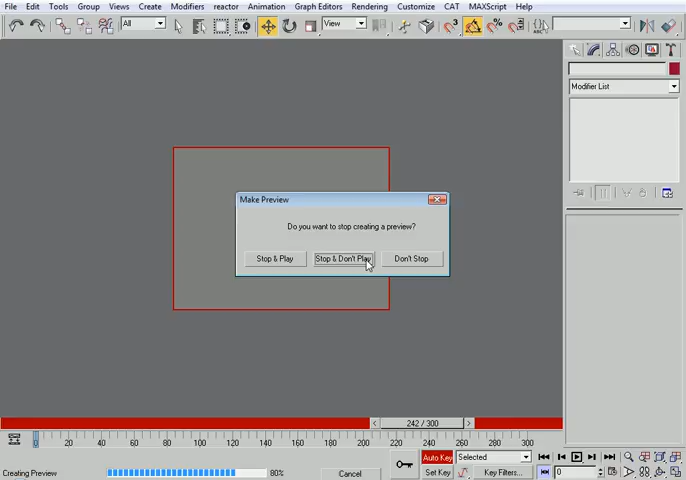 File Edit Tools Group Views Create Modifiers reactor Animation Graph Editors Rendering Customize CAT MAXScript Help
All
View
3
Modifier List
Make Preview
Do you want to stop creating a preview?
Stop & Play Stop & Don't Play Don't Stop
242 / 300
0 20 40 60 80 100 120 140 160 180 200 220 240 260 280 300
Auto Key Selected
Creating Preview 80% Cancel Set Key Key Filters... 0